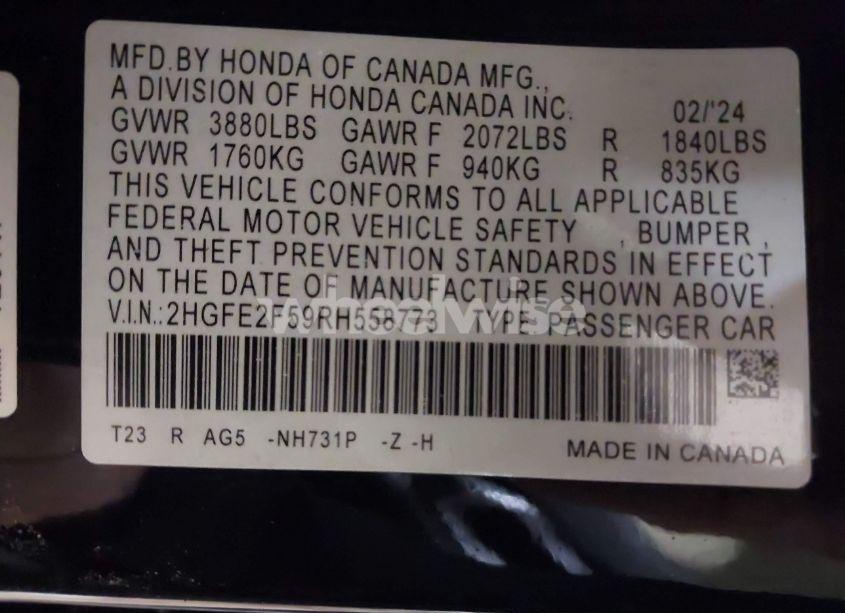 MFD.BY HONDA OF CANADA MFG.,
A DIVISION OF HONDA CANADA INC. 02/'24
GVWR 3880LBS GAWR F 2072LBS R 1840LBS
GVWR 1760KG GAWR F 940KG R 835KG
THIS VEHICLE CONFORMS TO ALL APPLICABLE
FEDERAL MOTOR VEHICLE SAFETY , BUMPER ,
AND THEFT PREVENTION STANDARDS IN EFFECT
ON THE DATE OF MANUFACTURE SHOWN ABOVE.
wheelwise
V.I.N.:2HGFE2F59RH558773 TYPE:PASSENGER CAR
T23 R AG5 -NH731P -Z -H MADE IN CANADA